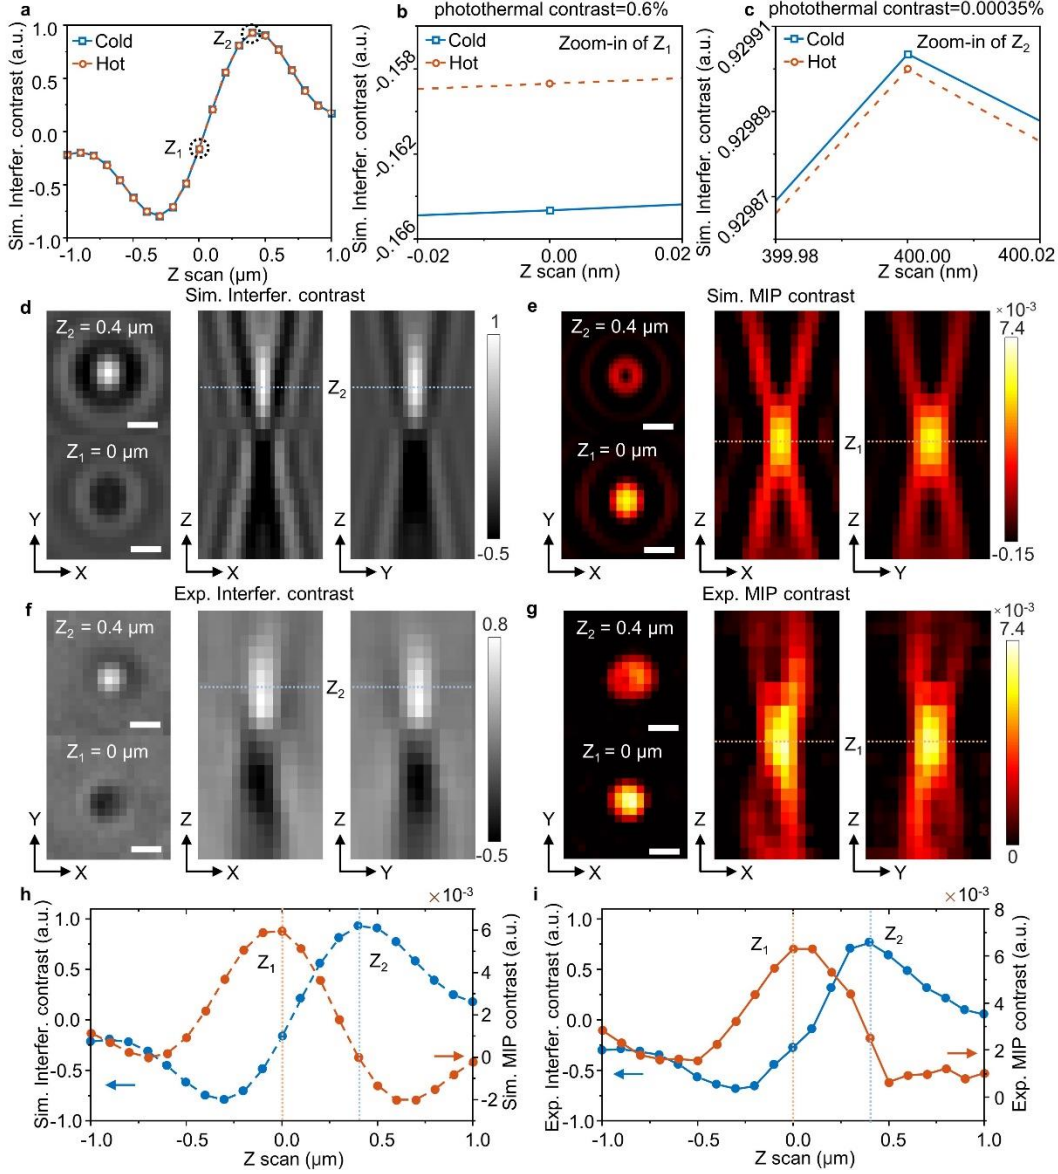 a
Sim. Interfer. contrast (a.u.)
1.0
0.5
0.0
-0.5
-1.0
Cold
Hot
Z2
Z1
-1.0 -0.5 0.0 0.5 1.0
Z scan (μm)
b photothermal contrast=0.6%
Sim. Interfer. contrast (a.u.)
-0.158
-0.162
-0.166
Cold
Hot
Zoom-in of Z1
-0.02 0.00 0.02
Z scan (nm)
c photothermal contrast=0.00035%
Sim. Interfer. contrast (a.u.)
0.92991
0.92989
0.92987
Cold
Hot
Zoom-in of Z2
399.98 400.00 400.02
Z scan (nm)
d Sim. Interfer. contrast
Z2 = 0.4 μm
Z1 = 0 μm
Z2
1
-0.5
Y
X
Z
X
Z
Y
e Sim. MIP contrast
Z2 = 0.4 μm
Z1 = 0 μm
Z1
× 10-3
7.4
-0.15
Y
X
Z
X
Z
Y
f Exp. Interfer. contrast
Z2 = 0.4 μm
Z1 = 0 μm
Z2
0.8
-0.5
Y
X
Z
X
Z
Y
g Exp. MIP contrast
Z2 = 0.4 μm
Z1 = 0 μm
Z1
× 10-3
7.4
0
Y
X
Z
X
Z
Y
h
× 10-3
Sim. Interfer. contrast (a.u.)
1.0
0.5
0.0
-0.5
-1.0
Z1
Z2
6
4
2
0
-2
Sim. MIP contrast (a.u.)
-1.0 -0.5 0.0 0.5 1.0
Z scan (μm)
i
× 10-3
Exp. Interfer. contrast (a.u.)
1.0
0.5
0.0
-0.5
-1.0
Z1
Z2
8
6
4
2
0
Exp. MIP contrast (a.u.)
-1.0 -0.5 0.0 0.5 1.0
Z scan (μm)